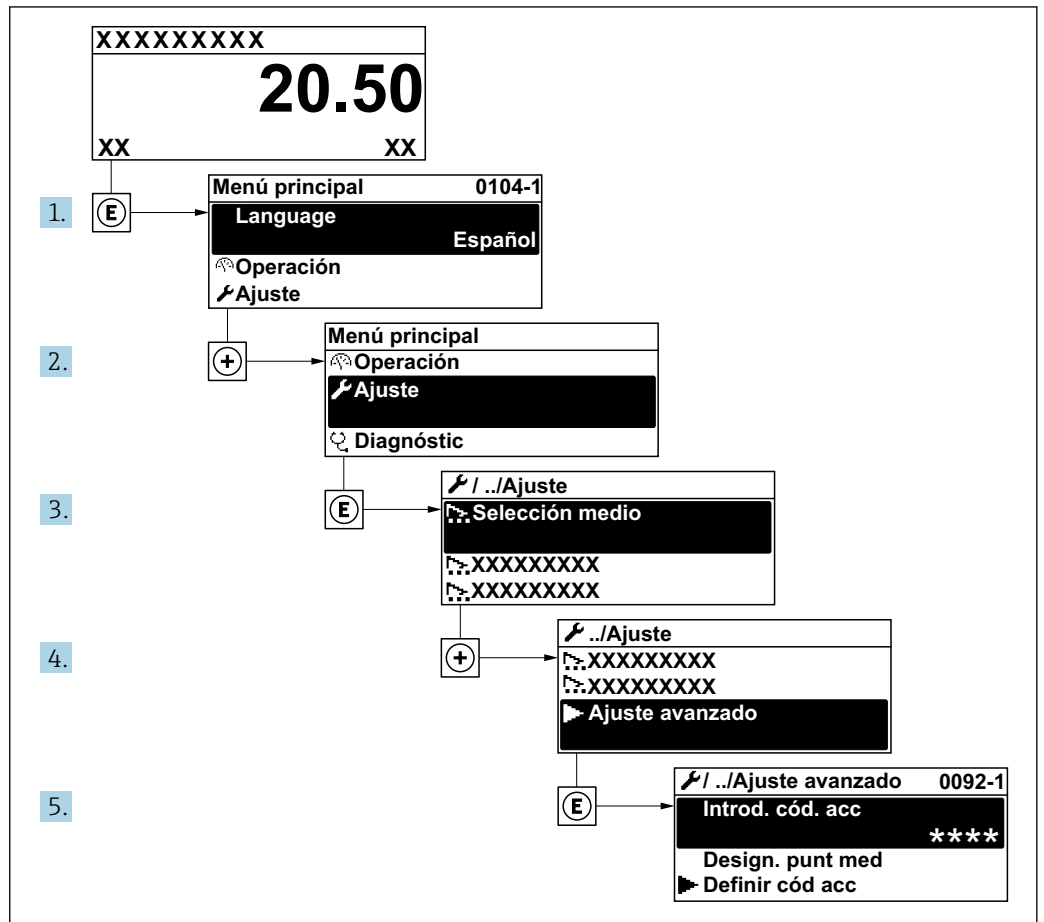 XXXXXXXXX
20.50
XX XX
1.
E
Menú principal 0104-1
Language
Español
Operación
Ajuste
2.
+
Menú principal
Operación
Ajuste
Diagnóstic
3.
E
/ ../Ajuste
Selección medio
XXXXXXXXX
XXXXXXXXX
4.
+
../Ajuste
XXXXXXXXX
XXXXXXXXX
Ajuste avanzado
5.
E
/ ../Ajuste avanzado 0092-1
Introd. cód. acc
****
Design. punt med
Definir cód acc